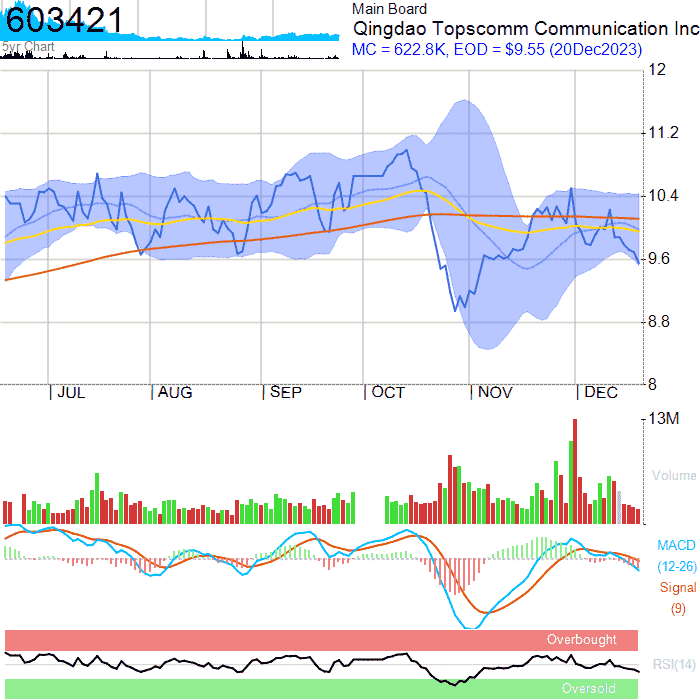 603421
5yr Chart
Main Board
Qingdao Topscomm Communication Inc
MC = 622.8K, EOD = $9.55 (20Dec2023)
12
11.2
10.4
9.6
8.8
8
JUL AUG SEP OCT NOV DEC
13M
Volume
MACD
(12-26)
Signal
(9)
Overbought
RSI(14)
Oversold